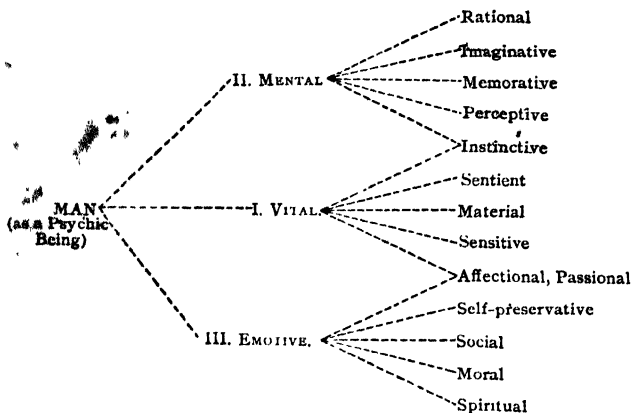 Rational
Imaginative
II. MENTAL
Memorative
Perceptive
Instinctive
Sentient
MAN
(as a Psychic
Being)
I. VITAL.
Material
Sensitive
Affectional, Passional
Self-preservative
III. EMOTIVE.
Social
Moral
Spiritual